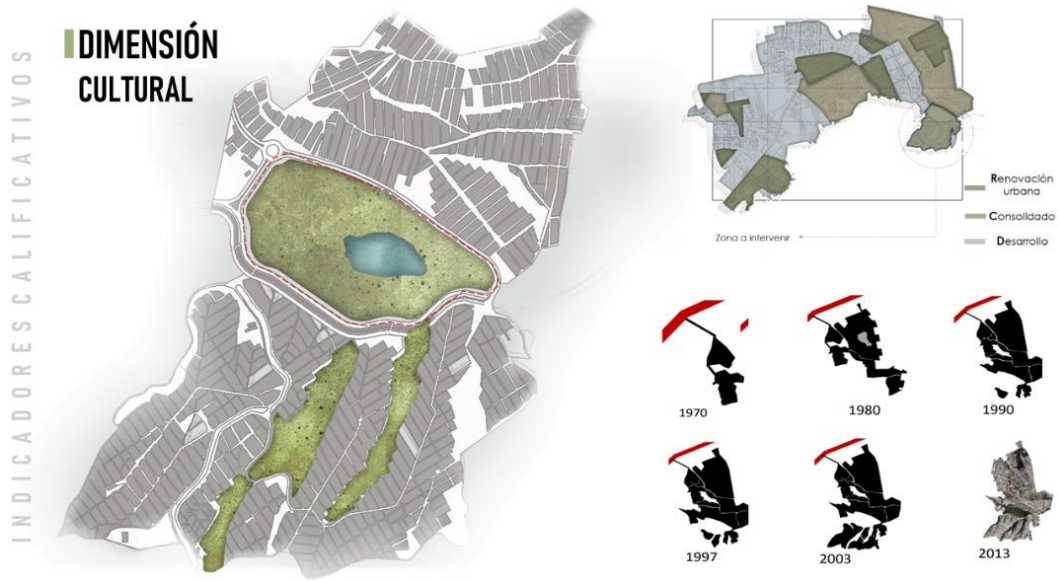 INDICADORES CALIFICATIVOS
DIMENSIÓN
CULTURAL
Renovación
urbana
Consolidado
Desarrollo
Zona a intervenir
1970
1980
1990
1997
2003
2013